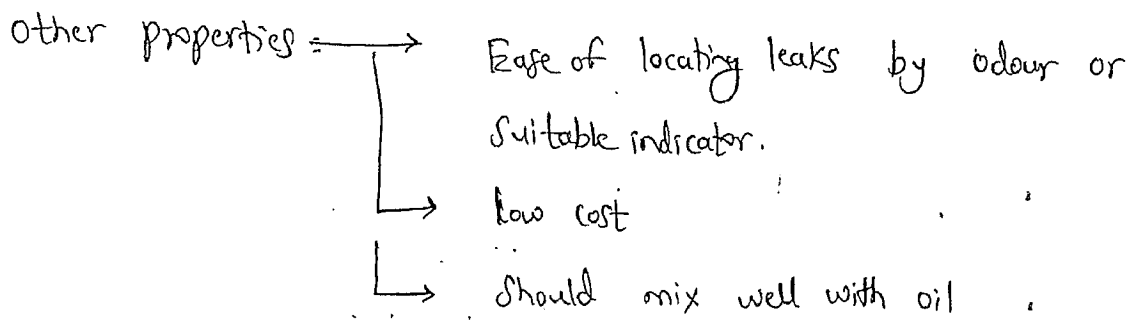 Other properties :→ Ease of locating leaks by odour or
suitable indicator.
→ Low cost
→ Should mix well with oil.